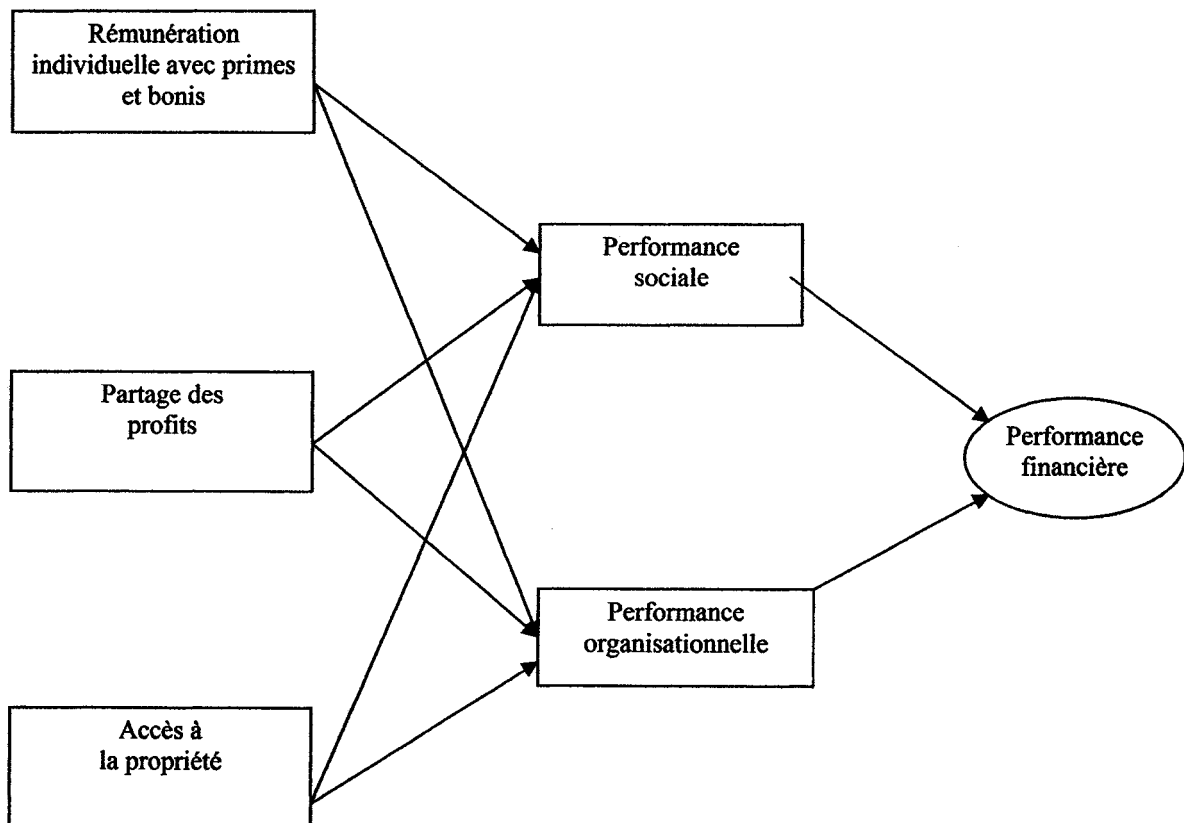 Rémunération
individuelle avec primes
et bonis
Performance
sociale
Partage des
profits
Performance
financière
Performance
organisationnelle
Accès à
la propriété